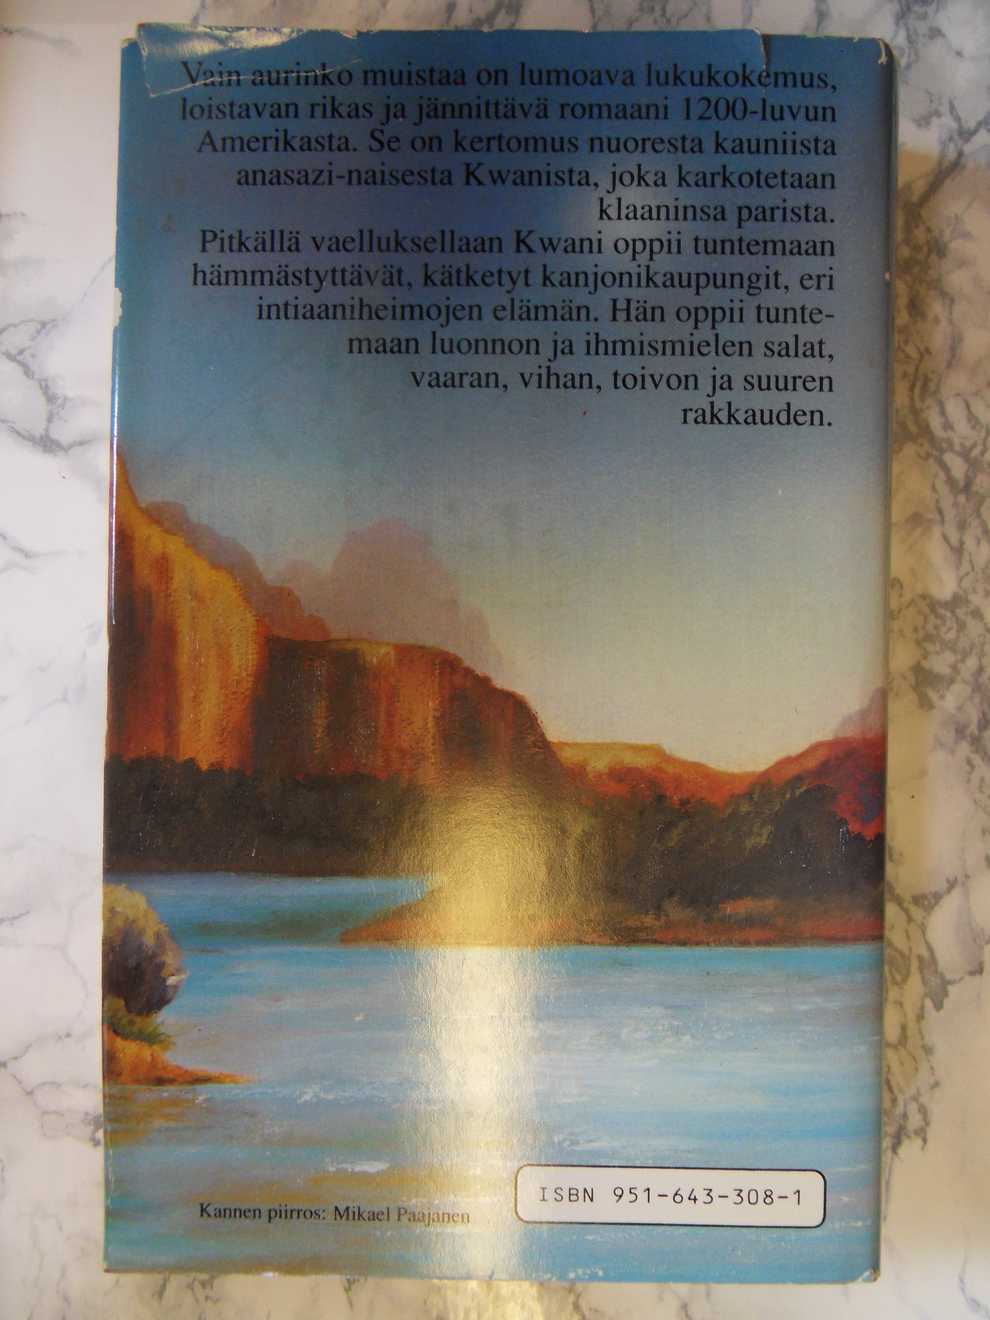 Vain aurinko muistaa on lumoava lukukokemus,
loistavan rikas ja jännittävä romaani 1200-luvun
Amerikasta. Se on kertomus nuoresta kauniista
anasazi-naisesta Kwanista, joka karkotetaan
klaaninsa parista.
Pitkällä vaelluksellaan Kwani oppii tuntemaan
hämmästyttävät, kätketyt kanjonikaupungit, eri
intiaaniheimojen elämän. Hän oppii tunte-
maan luonnon ja ihmismielen salat,
vaaran, vihan, toivon ja suuren
rakkauden.
Kannen piirros: Mikael Paajanen
ISBN 951-643-308-1